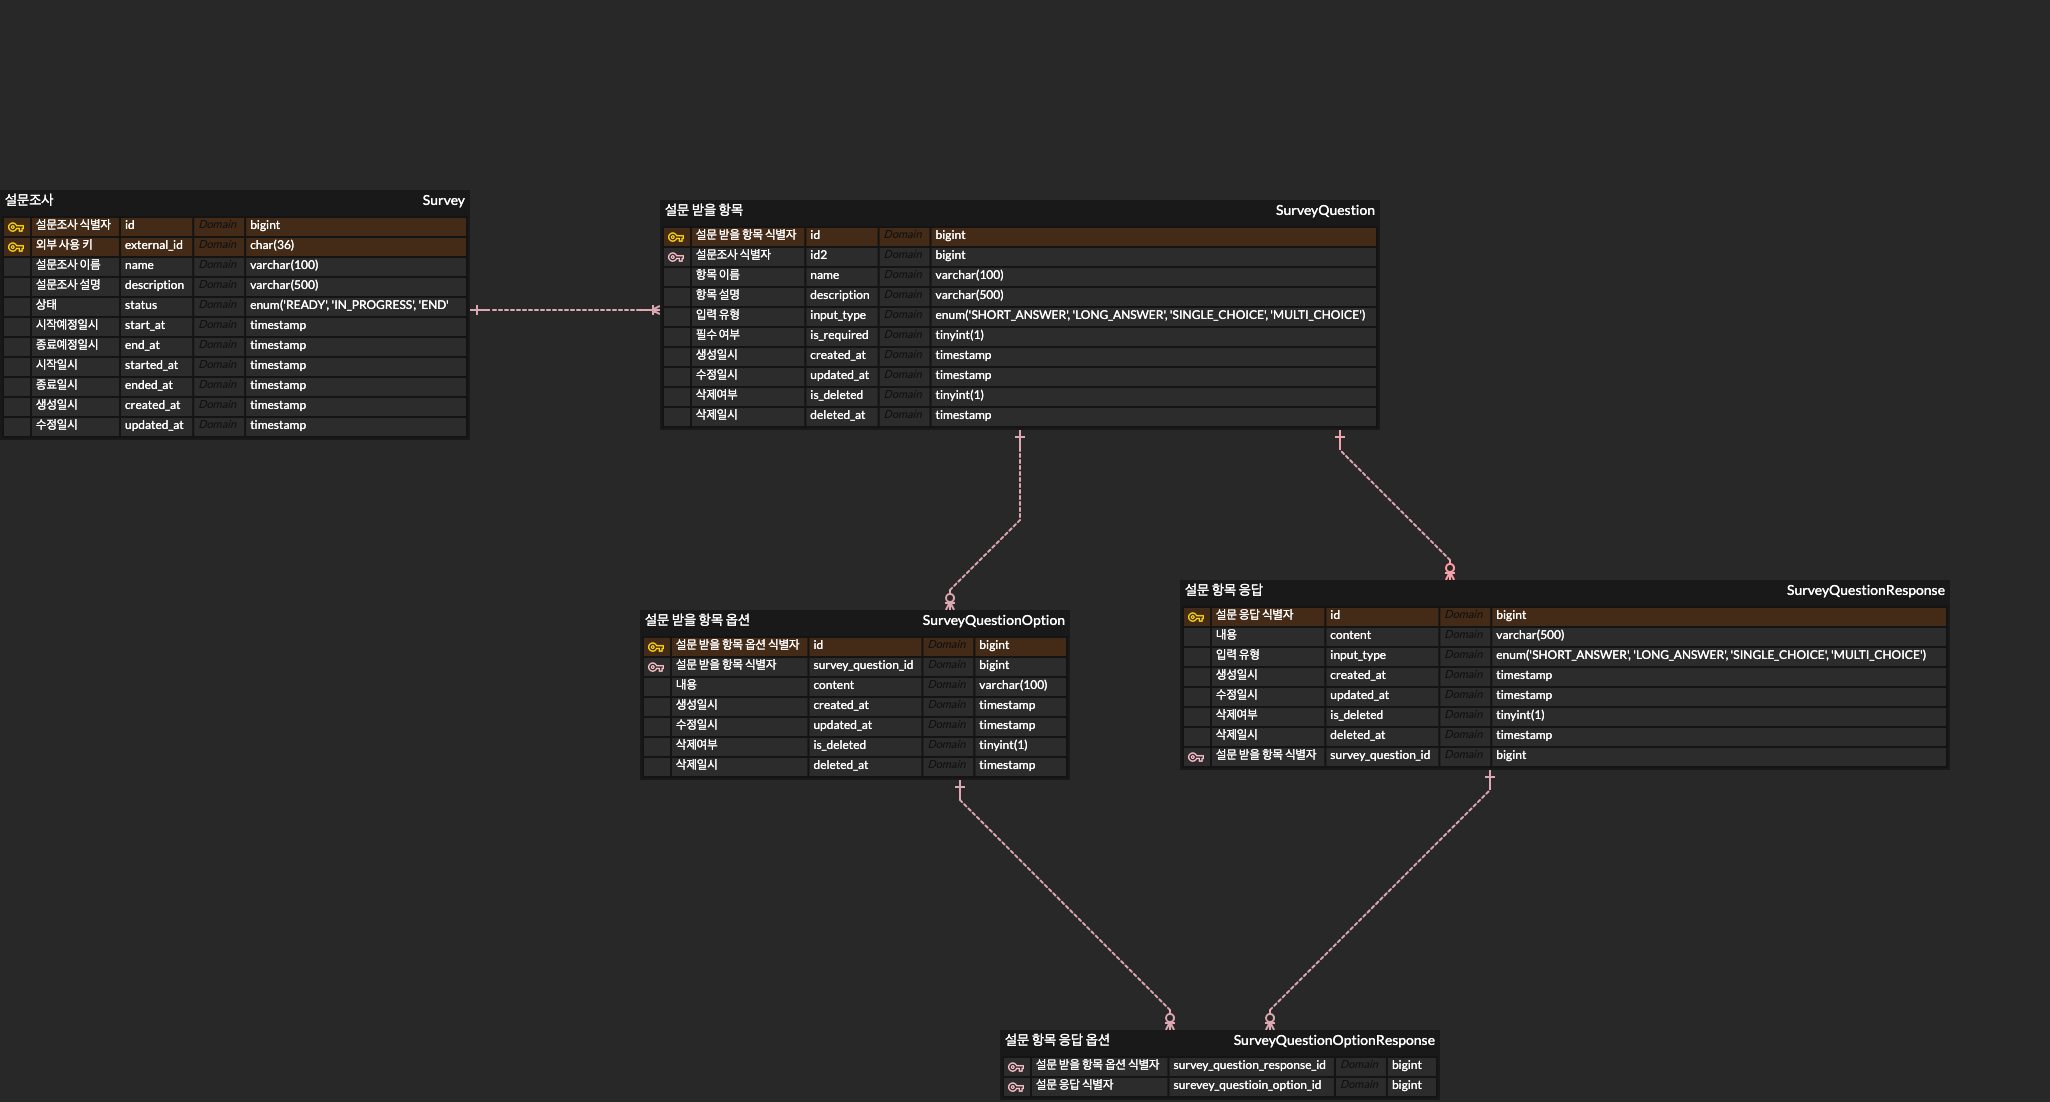 설문조사 Survey
설문조사 식별자 id Domain bigint
외부 사용 키 external_id Domain char(36)
설문조사 이름 name Domain varchar(100)
설문조사 설명 description Domain varchar(500)
상태 status Domain enum('READY', 'IN_PROGRESS', 'END'
시작예정일시 start_at Domain timestamp
종료예정일시 end_at Domain timestamp
시작일시 started_at Domain timestamp
종료일시 ended_at Domain timestamp
생성일시 created_at Domain timestamp
수정일시 updated_at Domain timestamp
설문 받을 항목 SurveyQuestion
설문 받을 항목 식별자 id Domain bigint
설문조사 식별자 id2 Domain bigint
항목 이름 name Domain varchar(100)
항목 설명 description Domain varchar(500)
입력 유형 input_type Domain enum('SHORT_ANSWER', 'LONG_ANSWER', 'SINGLE_CHOICE', 'MULTI_CHOICE')
필수 여부 is_required Domain tinyint(1)
생성일시 created_at Domain timestamp
수정일시 updated_at Domain timestamp
삭제여부 is_deleted Domain tinyint(1)
삭제일시 deleted_at Domain timestamp
설문 받을 항목 옵션 SurveyQuestionOption
설문 받을 항목 옵션 식별자 id Domain bigint
설문 받을 항목 식별자 survey_question_id Domain bigint
내용 content Domain varchar(100)
생성일시 created_at Domain timestamp
수정일시 updated_at Domain timestamp
삭제여부 is_deleted Domain tinyint(1)
삭제일시 deleted_at Domain timestamp
설문 항목 응답 SurveyQuestionResponse
설문 응답 식별자 id Domain bigint
내용 content Domain varchar(500)
입력 유형 input_type Domain enum('SHORT_ANSWER', 'LONG_ANSWER', 'SINGLE_CHOICE', 'MULTI_CHOICE')
생성일시 created_at Domain timestamp
수정일시 updated_at Domain timestamp
삭제여부 is_deleted Domain tinyint(1)
삭제일시 deleted_at Domain timestamp
설문 받을 항목 식별자 survey_question_id Domain bigint
설문 항목 응답 옵션 SurveyQuestionOptionResponse
설문 받을 항목 옵션 식별자 survey_question_response_id Domain bigint
설문 응답 식별자 surevey_questioin_option_id Domain bigint